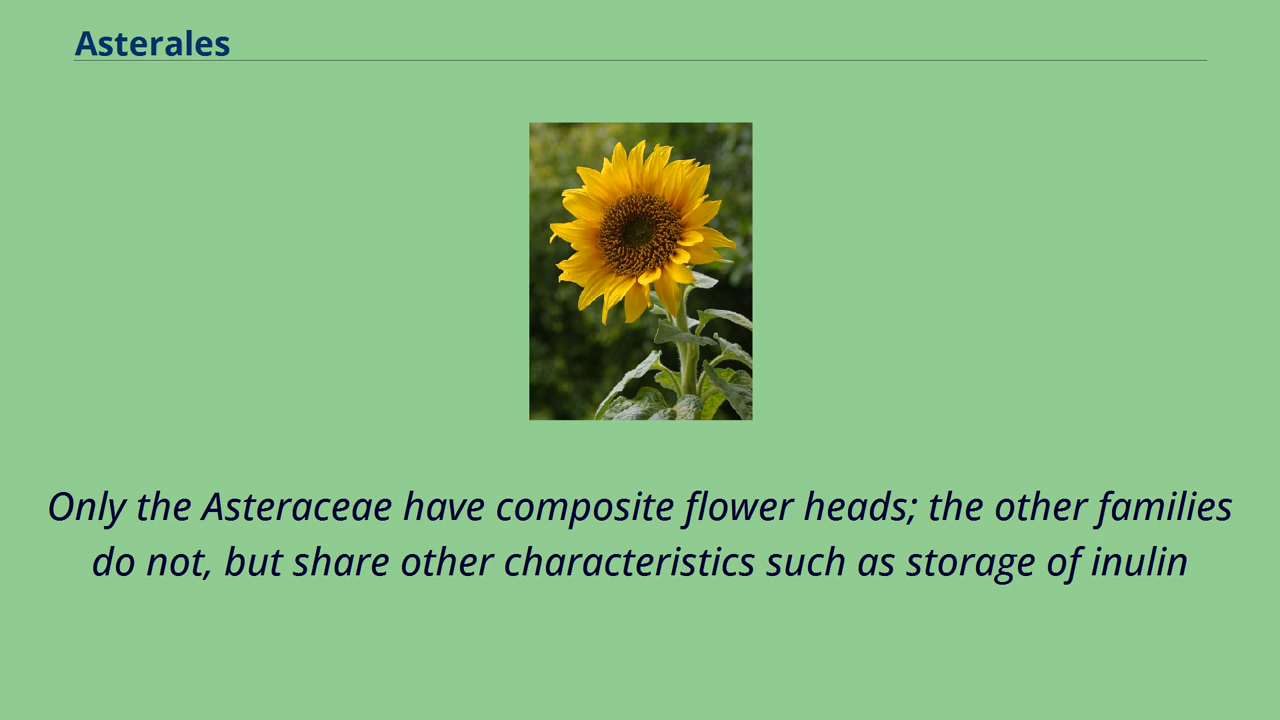 Asterales
Only the Asteraceae have composite flower heads; the other families
do not, but share other characteristics such as storage of inulin